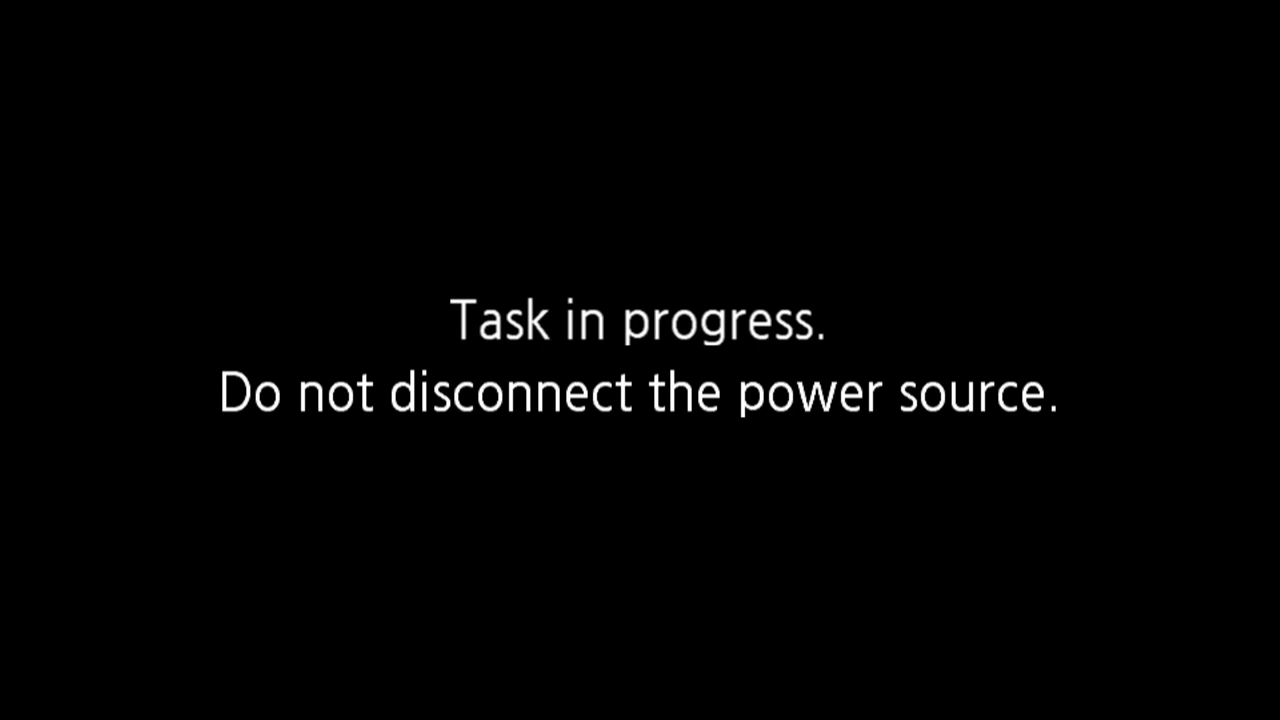 Task in progress.
Do not disconnect the power source.